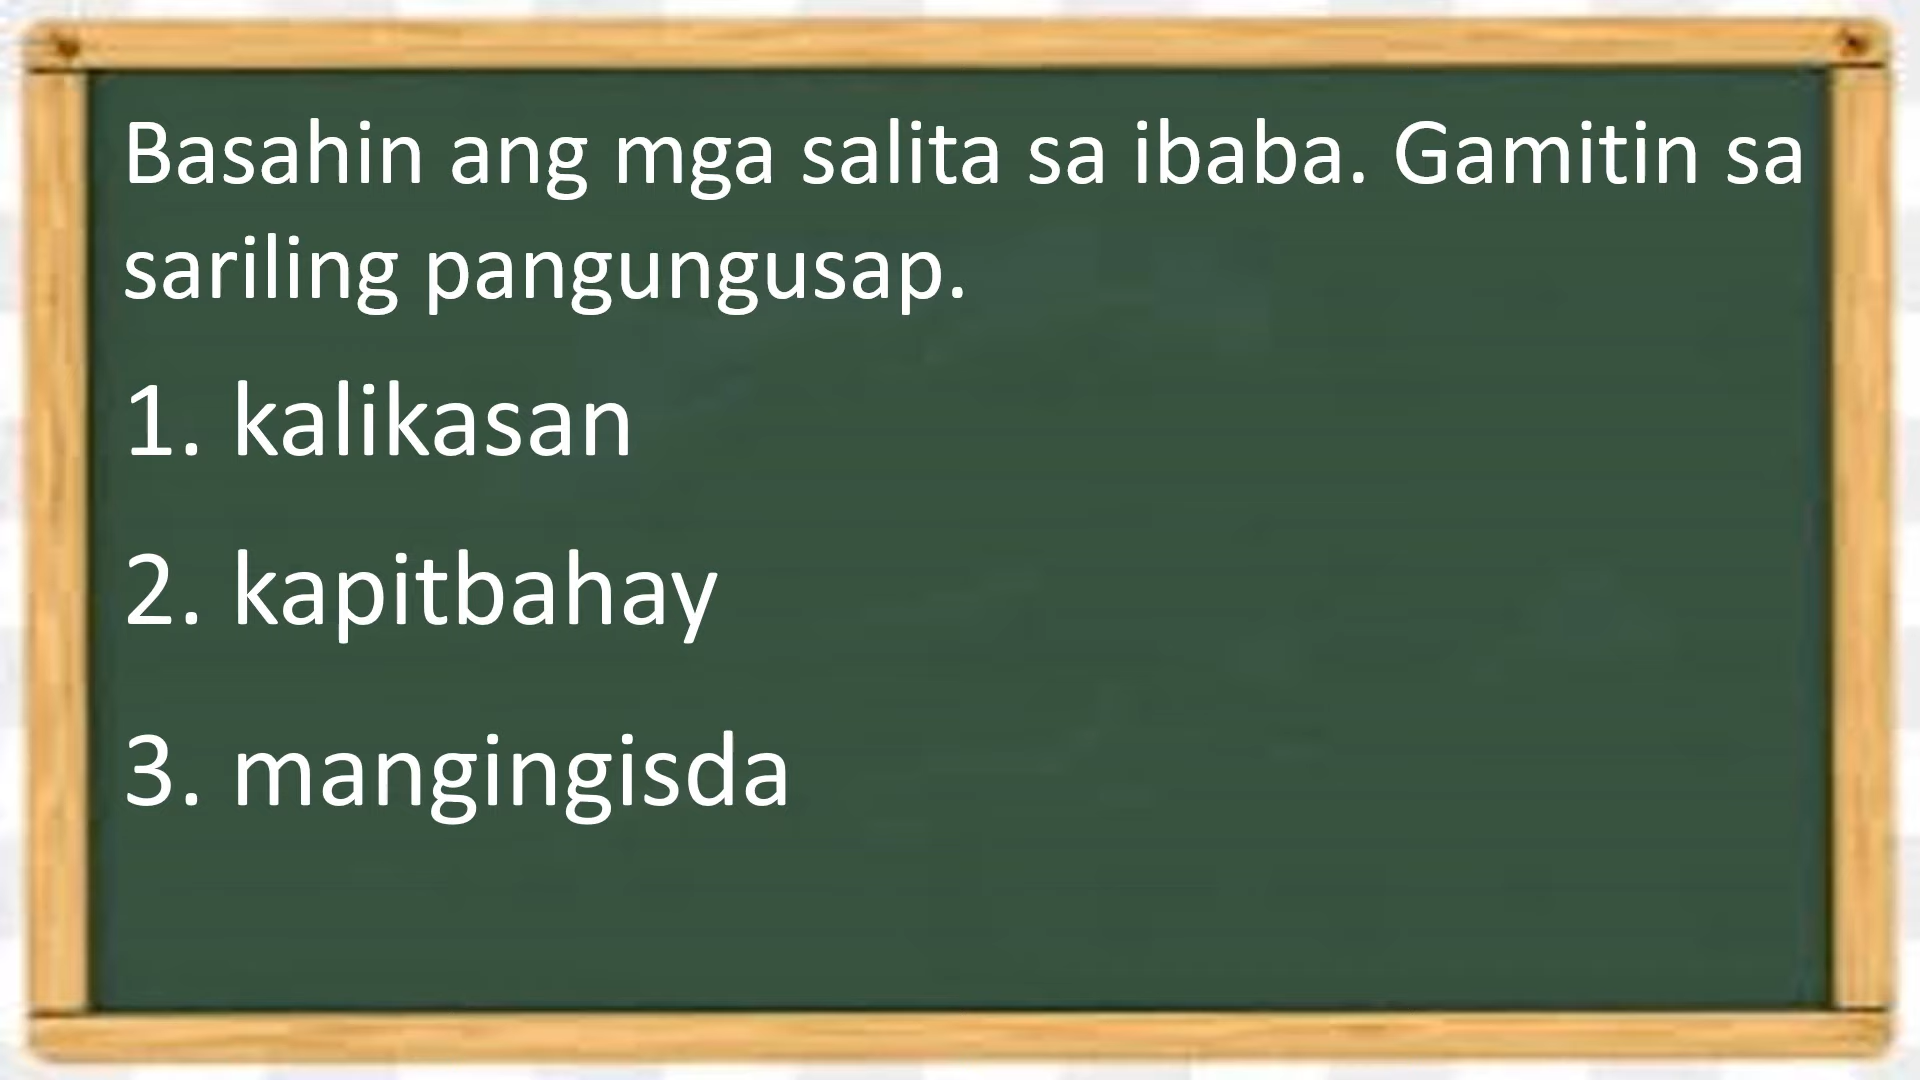 Basahin ang mga salita sa ibaba. Gamitin sa
sariling pangungusap.
1. kalikasan
2. kapitbahay
3. mangingisda